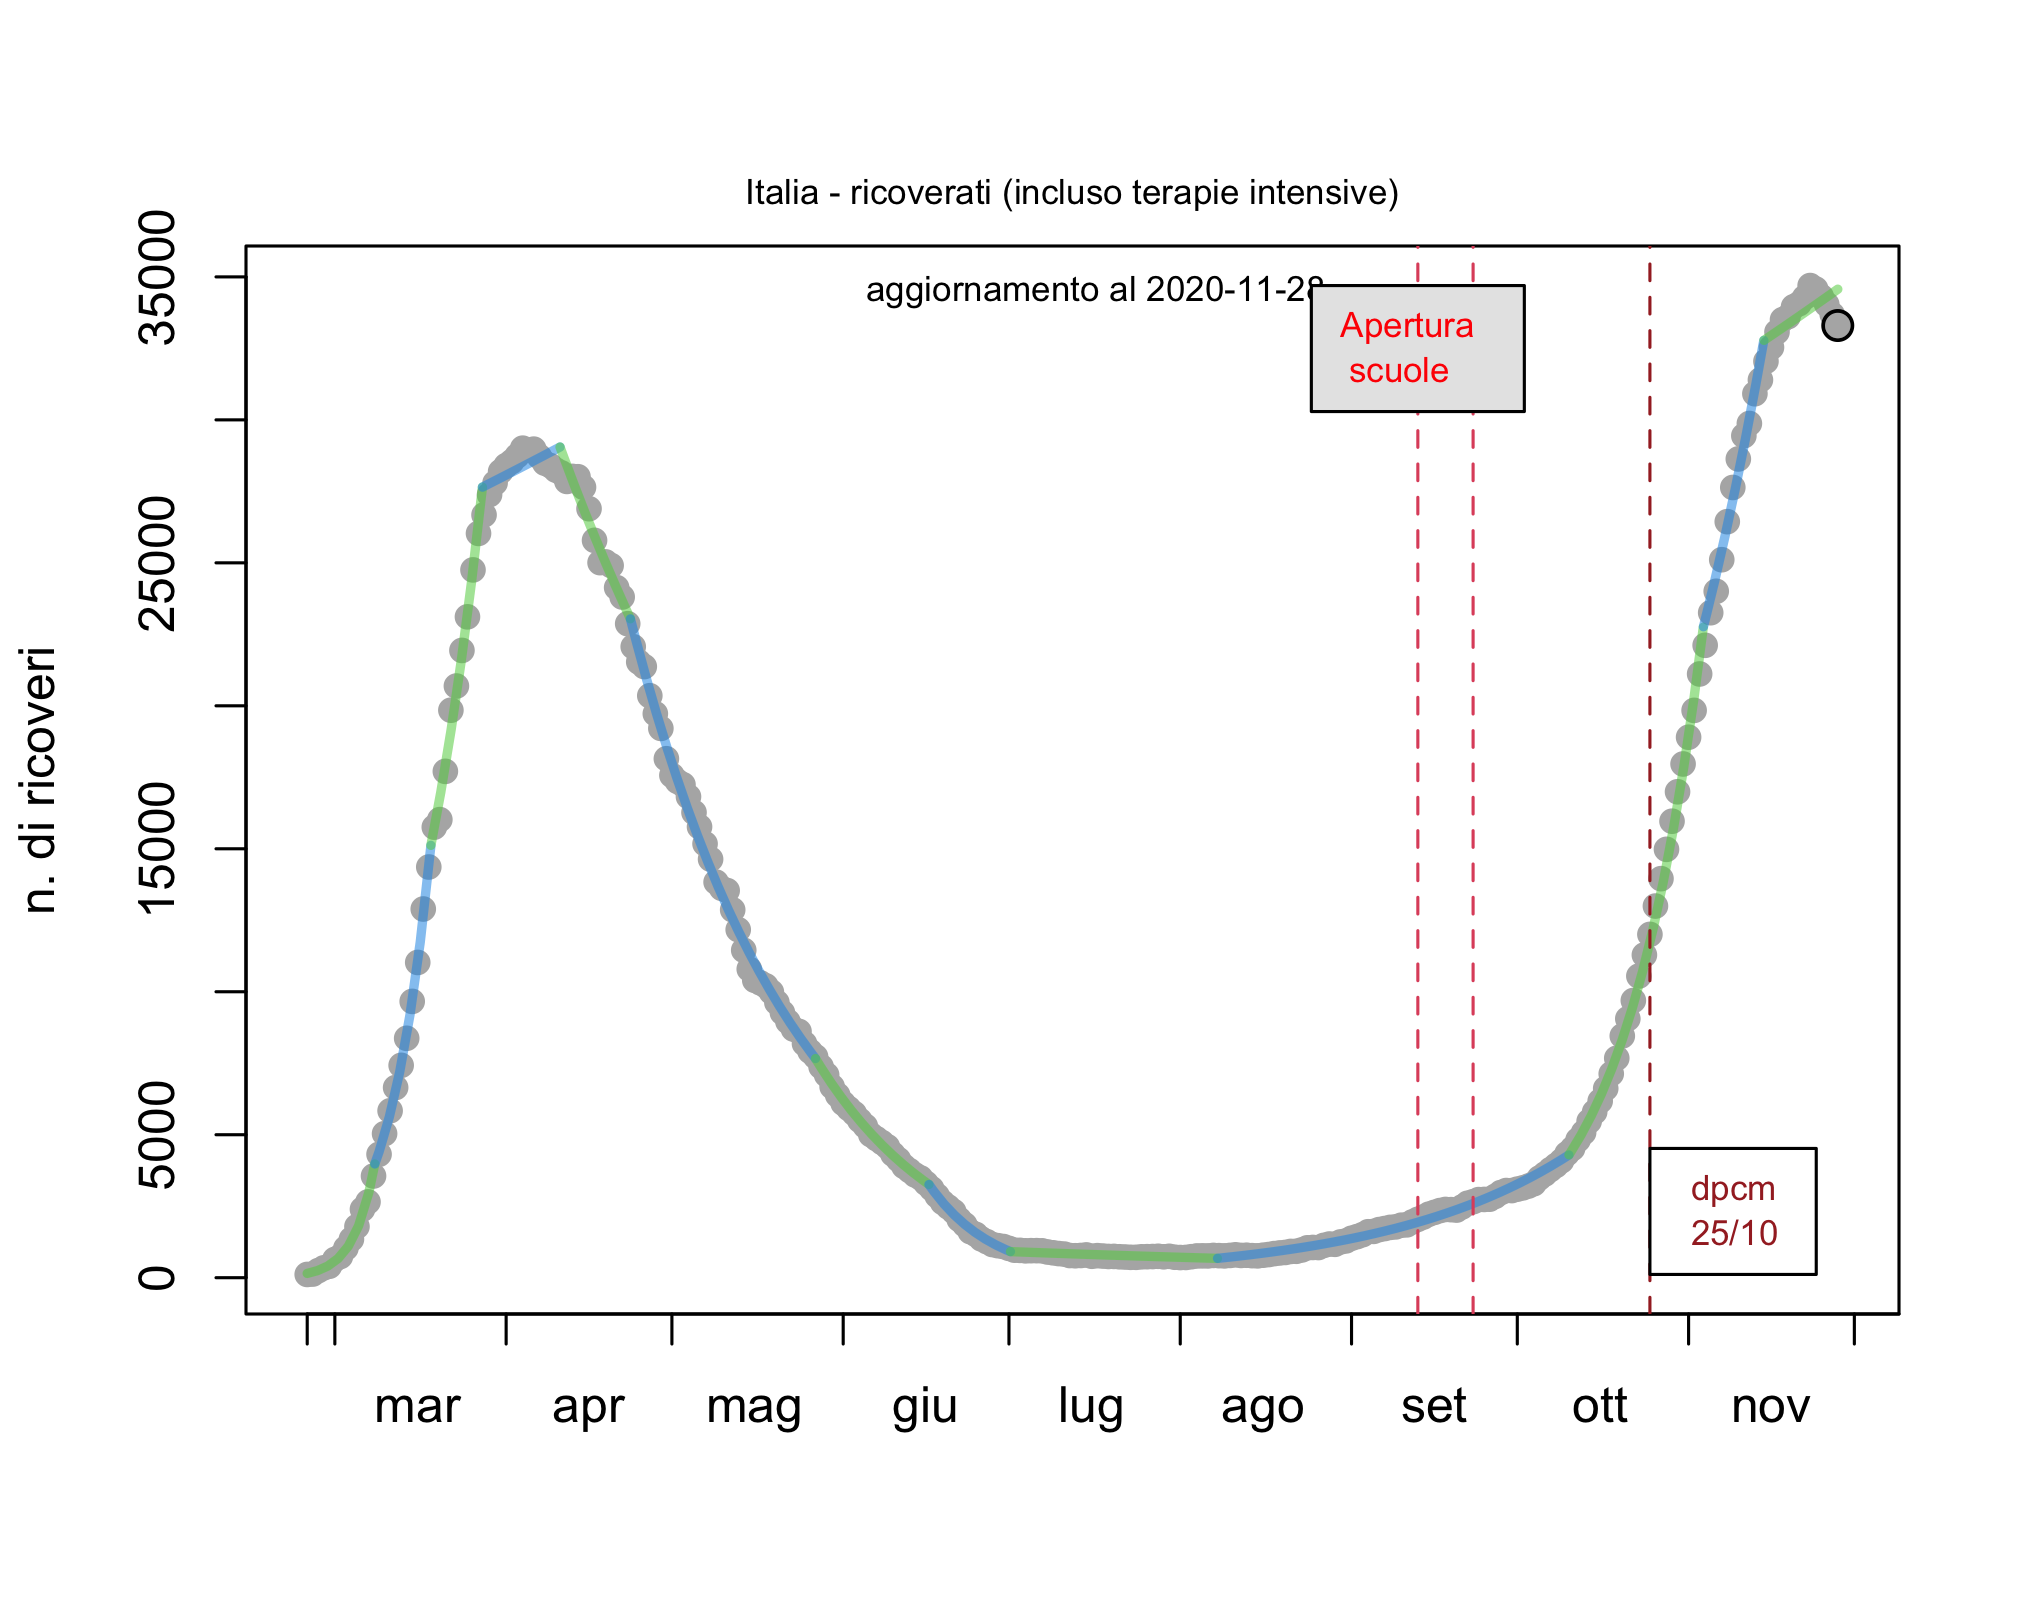 Italia - ricoverati (incluso terapie intensive)
aggiornamento al 2020-11-28
Apertura
scuole
35000
25000
15000
5000
0
n. di ricoveri
dpcm
25/10
mar apr mag giu lug ago set ott nov